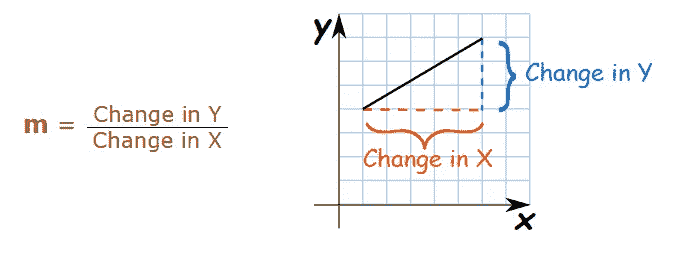 y
m = Change in Y
Change in X
Change in Y
Change in X
x